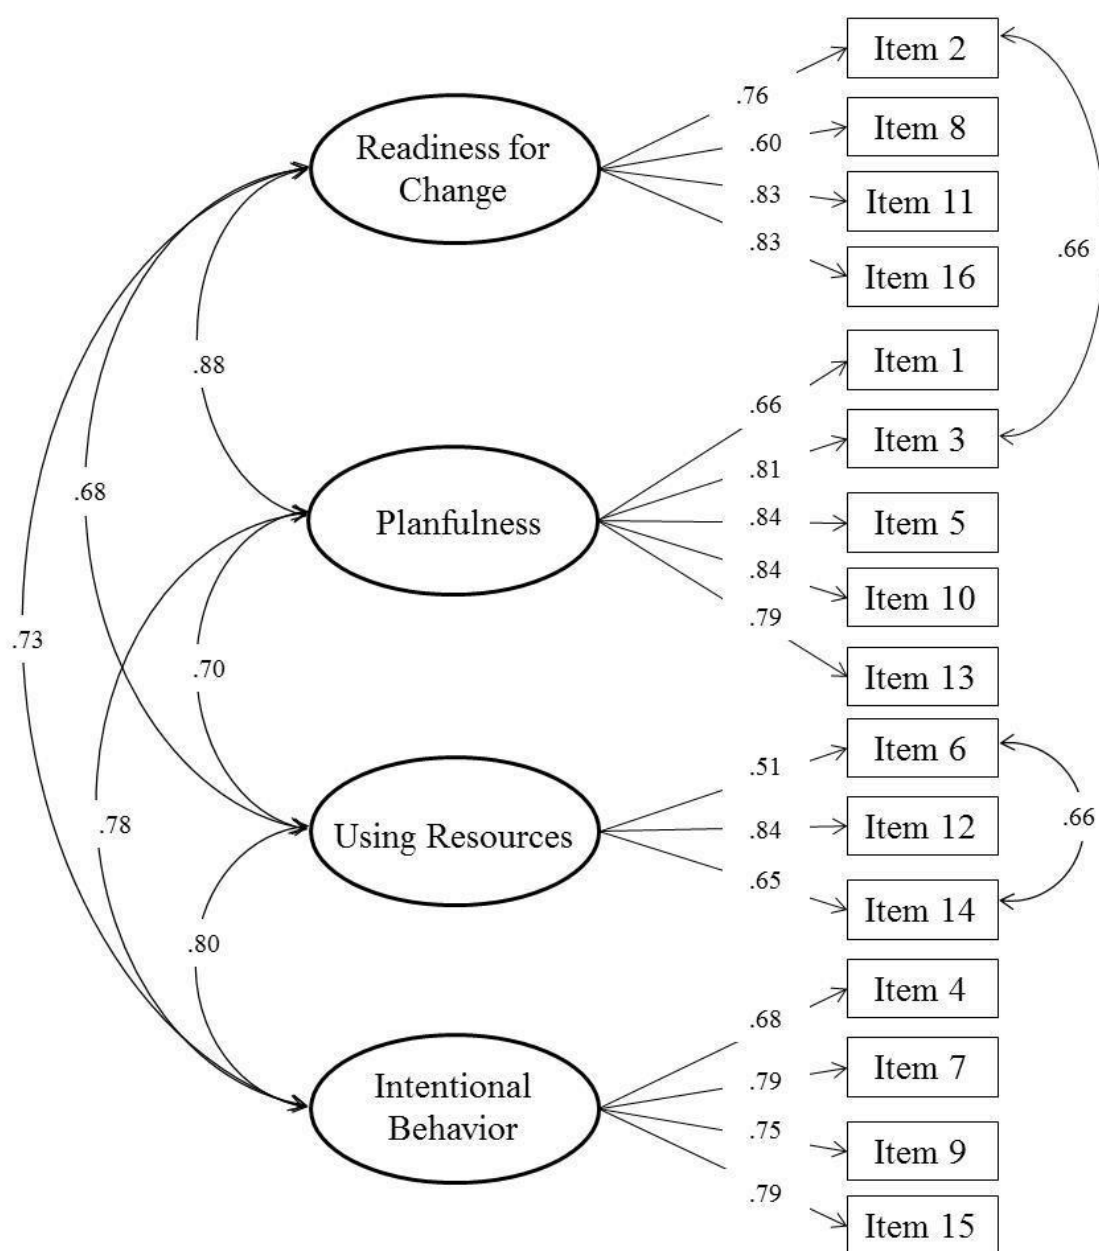 Item 2
.76
Item 8
.60
Readiness for
Change
.83
Item 11
.83
Item 16
.66
.88
Item 1
.66
Item 3
.81
.68
Planfulness
.84
Item 5
.84
Item 10
.79
.73
.70
Item 13
Item 6
.51
.78
Using Resources
.84
Item 12
.66
.65
Item 14
.80
Item 4
.68
Item 7
.79
Intentional
Behavior
.75
Item 9
.79
Item 15